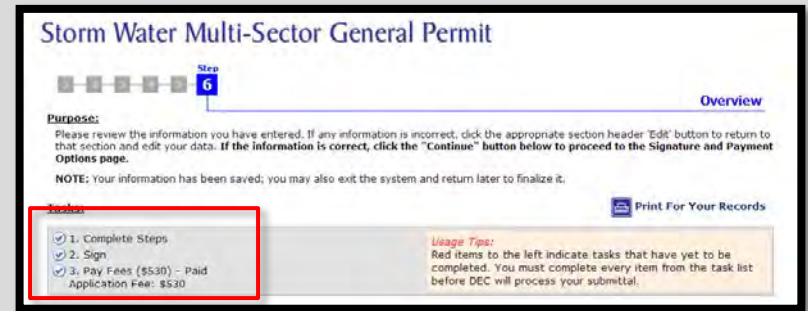 Storm Water Multi-Sector General Permit
Step
6
Overview
Purpose:
Please review the information you have entered. If any information is incorrect, click the appropriate section header 'Edit' button to return to
that section and edit your data. If the information is correct, click the "Continue" button below to proceed to the Signature and Payment
Options page.
NOTE: Your information has been saved; you may also exit the system and return later to finalize it.
Tasks:
Print For Your Records
1. Complete Steps
2. Sign
3. Pay Fees ($530) - Paid
Application Fee: $530
Usage Tips:
Red items to the left indicate tasks that have yet to be
completed. You must complete every item from the task list
before DEC will process your submittal.